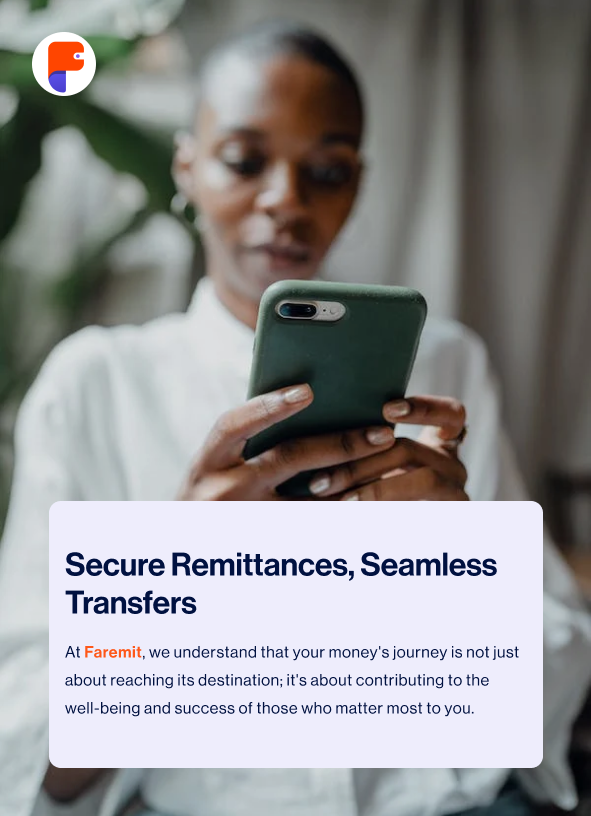 Secure Remittances, Seamless
Transfers
At Faremit, we understand that your money's journey is not just
about reaching its destination; it's about contributing to the
well-being and success of those who matter most to you.